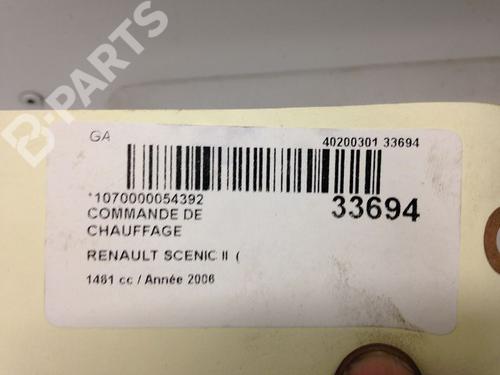 B-PARTS
GA
40200301 33694
*1070000054392
33694
COMMANDE DE
CHAUFFAGE
RENAULT SCENIC II (
1461 cc / Année 2006